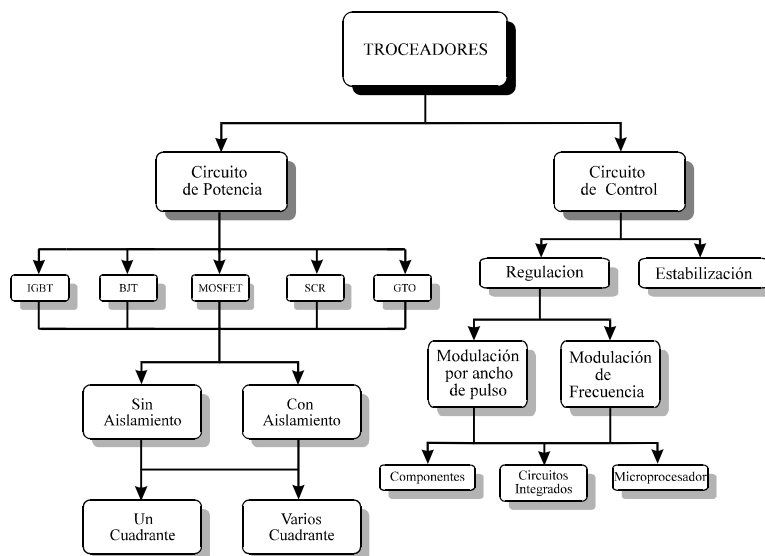 TROCEADORES
Circuito
de Potencia
Circuito
de Control
IGBT
BJT
MOSFET
SCR
GTO
Regulacion
Estabilización
Modulación
por ancho
de pulso
Modulación
de
Frecuencia
Sin
Aislamiento
Con
Aislamiento
Componentes
Circuitos
Integrados
Microprocesador
Un
Cuadrante
Varios
Cuadrante